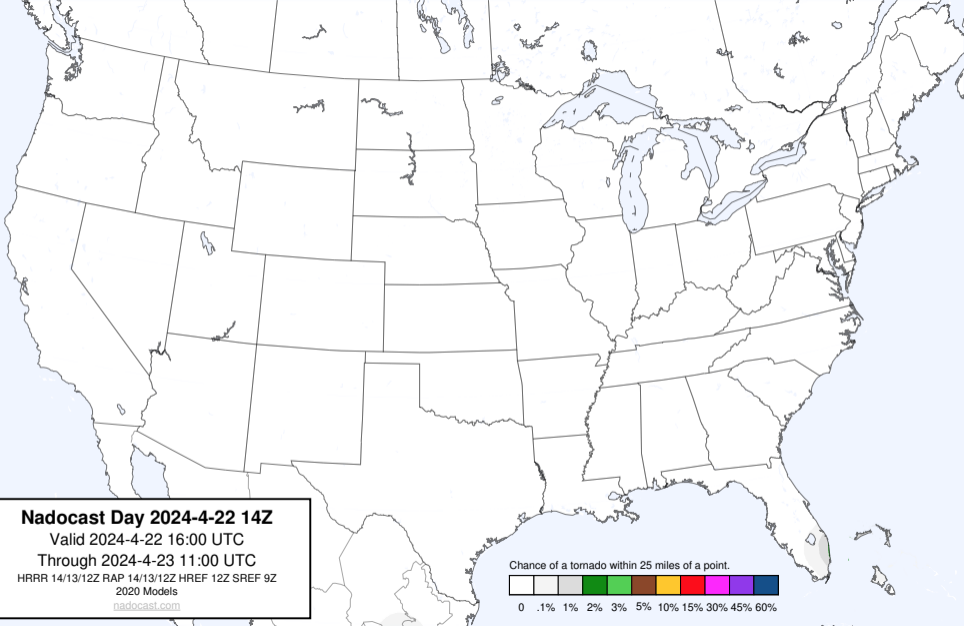 Nadocast Day 2024-4-22 14Z
Valid 2024-4-22 16:00 UTC
Through 2024-4-23 11:00 UTC
HRRR 14/13/12Z RAP 14/13/12Z HREF 12Z SREF 9Z
2020 Models
nadocast.com
Chance of a tornado within 25 miles of a point.
0 .1% 1% 2% 3% 5% 10% 15% 30% 45% 60%